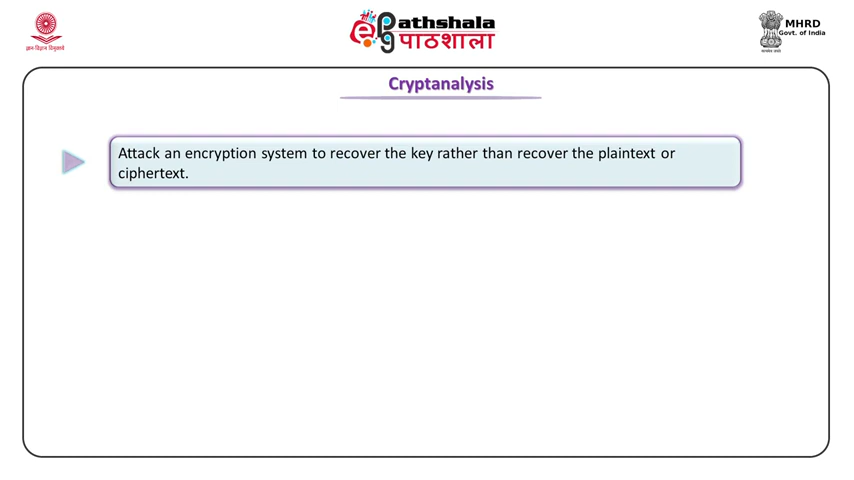 ePGpathshala
पाठशाला
MHRD
Govt. of India
Cryptanalysis
Attack an encryption system to recover the key rather than recover the plaintext or
ciphertext.